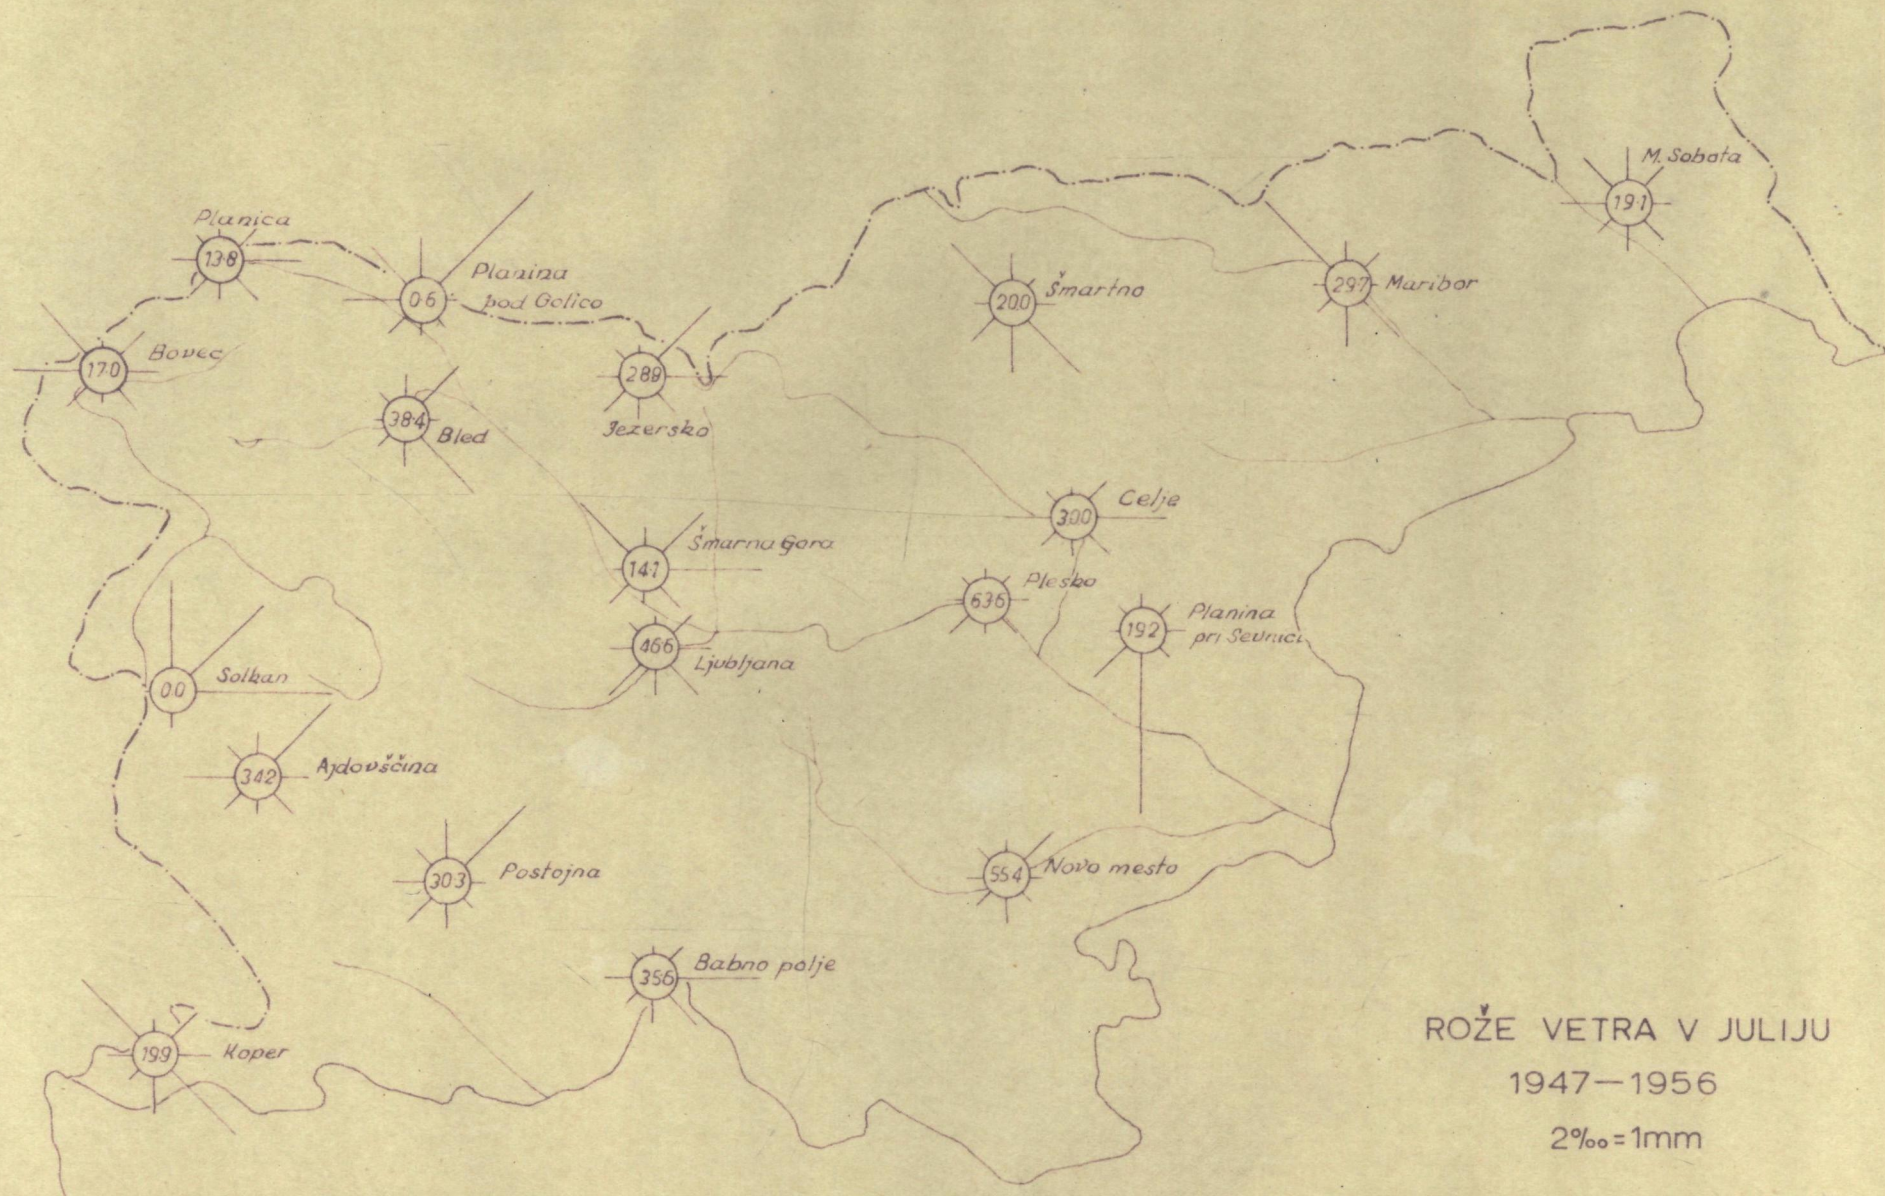 M. Sobota
19·1
Planica
13·8
Planina
pod Golico
0·6
Šmartno
20.0
Maribor
29·7
Bovec
17·0
Jezersko
28·9
Bled
38·4
Celje
30.0
Šmarna Gora
14·1
Plesko
63·6
Planina
pri Sevnici
19·2
Ljubljana
46·6
Solkan
0·0
Ajdovščina
34·2
Postojna
30·3
Novo mesto
55·4
Babno polje
35·6
Koper
19·9
ROŽE VETRA V JULIJU
1947—1956
2‰=1mm